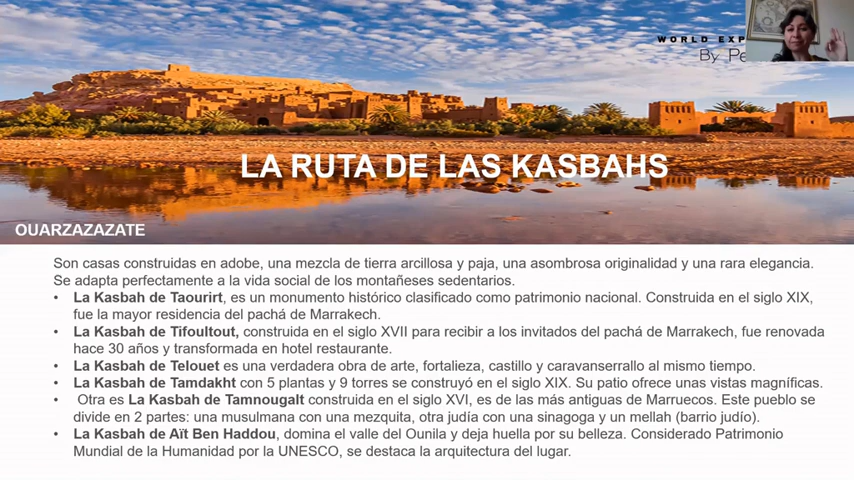 WORLD
By
LA RUTA DE LAS KASBAHS
OUARZAZAZATE
Son casas construidas en adobe, una mezcla de tierra arcillosa y paja, una asombrosa originalidad y una rara elegancia.
Se adapta perfectamente a la vida social de los montañeses sedentarios.
• La Kasbah de Taourirt, es un monumento histórico clasificado como patrimonio nacional. Construida en el siglo XIX,
fue la mayor residencia del pachá de Marrakech.
• La Kasbah de Tifoultout, construida en el siglo XVII para recibir a los invitados del pachá de Marrakech, fue renovada
hace 30 años y transformada en hotel restaurante.
• La Kasbah de Telouet es una verdadera obra de arte, fortalieza, castillo y caravanserrallo al mismo tiempo.
• La Kasbah de Tamdakht con 5 plantas y 9 torres se construyó en el siglo XIX. Su patio ofrece unas vistas magníficas.
• Otra es La Kasbah de Tamnougalt construida en el siglo XVI, es de las más antiguas de Marruecos. Este pueblo se
divide en 2 partes: una musulmana con una mezquita, otra judía con una sinagoga y un mellah (barrio judío).
• La Kasbah de Aït Ben Haddou, domina el valle del Ounila y deja huella por su belleza. Considerado Patrimonio
Mundial de la Humanidad por la UNESCO, se destaca la arquitectura del lugar.